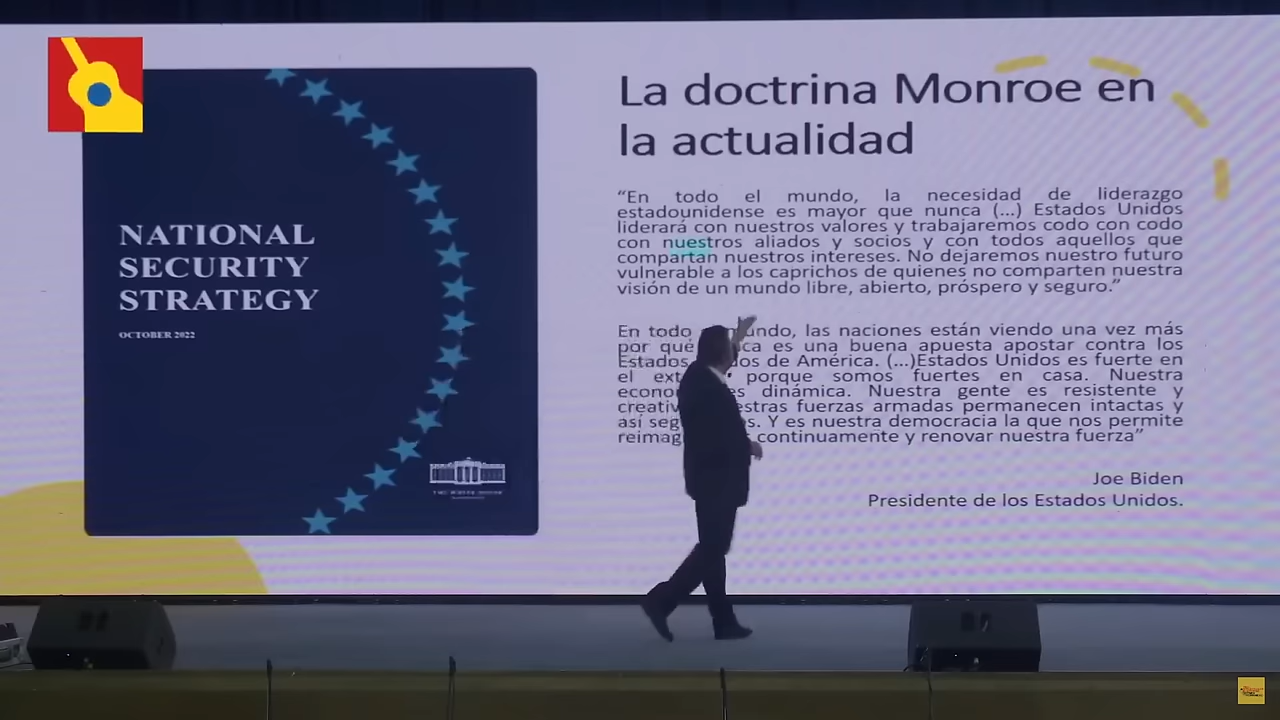 NATIONAL
SECURITY
STRATEGY
OCTOBER 2022
La doctrina Monroe en
la actualidad
“En todo el mundo, la necesidad de liderazgo
estadounidense es mayor que nunca (...) Estados Unidos
liderará con nuestros valores y trabajaremos codo con codo
con nuestros aliados y socios y con todos aquellos que
compartan nuestros intereses. No dejaremos nuestro futuro
vulnerable a los caprichos de quienes no comparten nuestra
visión de un mundo libre, abierto, próspero y seguro.”
En todo undo, las naciones están viendo una vez más
por qué ca es una buena apuesta apostar contra los
Estados dos de América. (...)Estados Unidos es fuerte en
el ext porque somos fuertes en casa. Nuestra
econo es dinámica. Nuestra gente es resistente y
creativ estras fuerzas armadas permanecen intactas y
así seg s. Y es nuestra democracia la que nos permite
reimag continuamente y renovar nuestra fuerza”
Joe Biden
Presidente de los Estados Unidos.